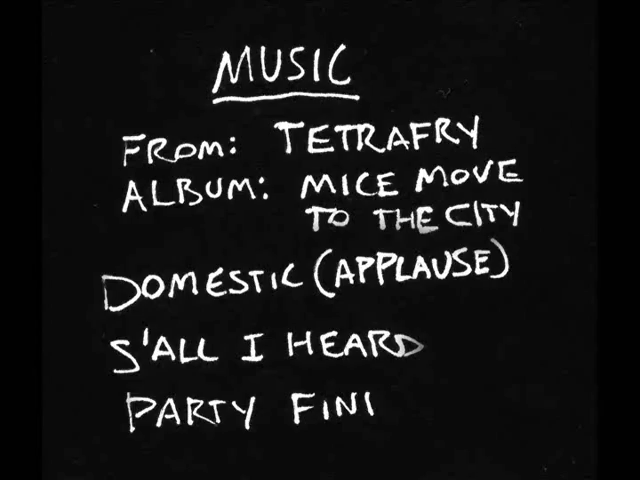 MUSIC
FROM: TETRAFRY
ALBUM: MICE MOVE
TO THE CITY
DOMESTIC (APPLAUSE)
S'ALL I HEARD
PARTY FINI